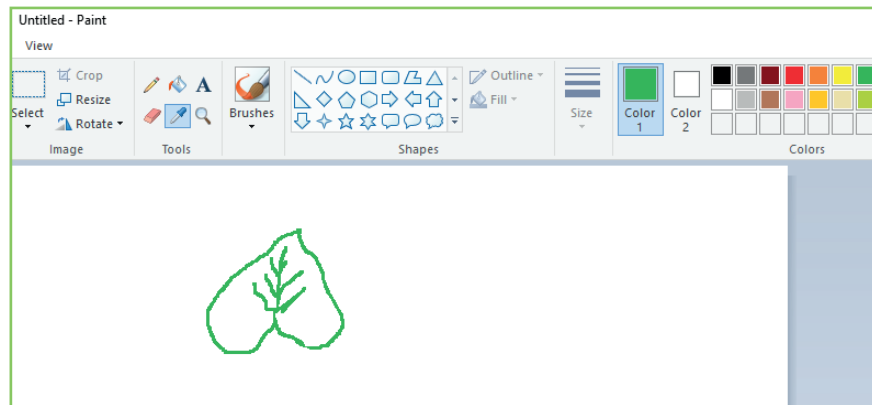 Untitled - Paint
View
Select
Crop
Resize
Rotate
Image
A
Tools
Brushes
Outline
Fill
Shapes
Size
Color 1
Color 2
Colors